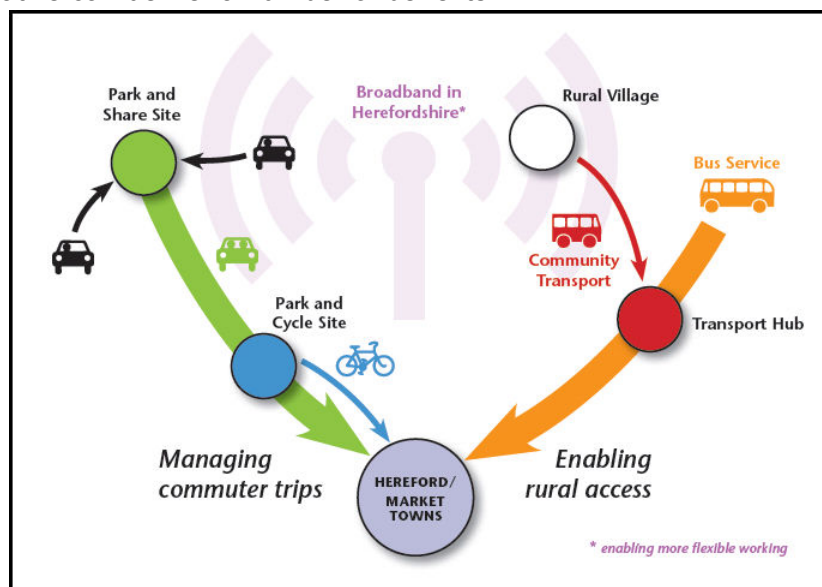 Park and
Share Site
Broadband in
Herefordshire*
Rural Village
Bus Service
Community
Transport
Park and
Cycle Site
Transport Hub
Managing
commuter trips
HEREFORD/
MARKET
TOWNS
Enabling
rural access
* enabling more flexible working